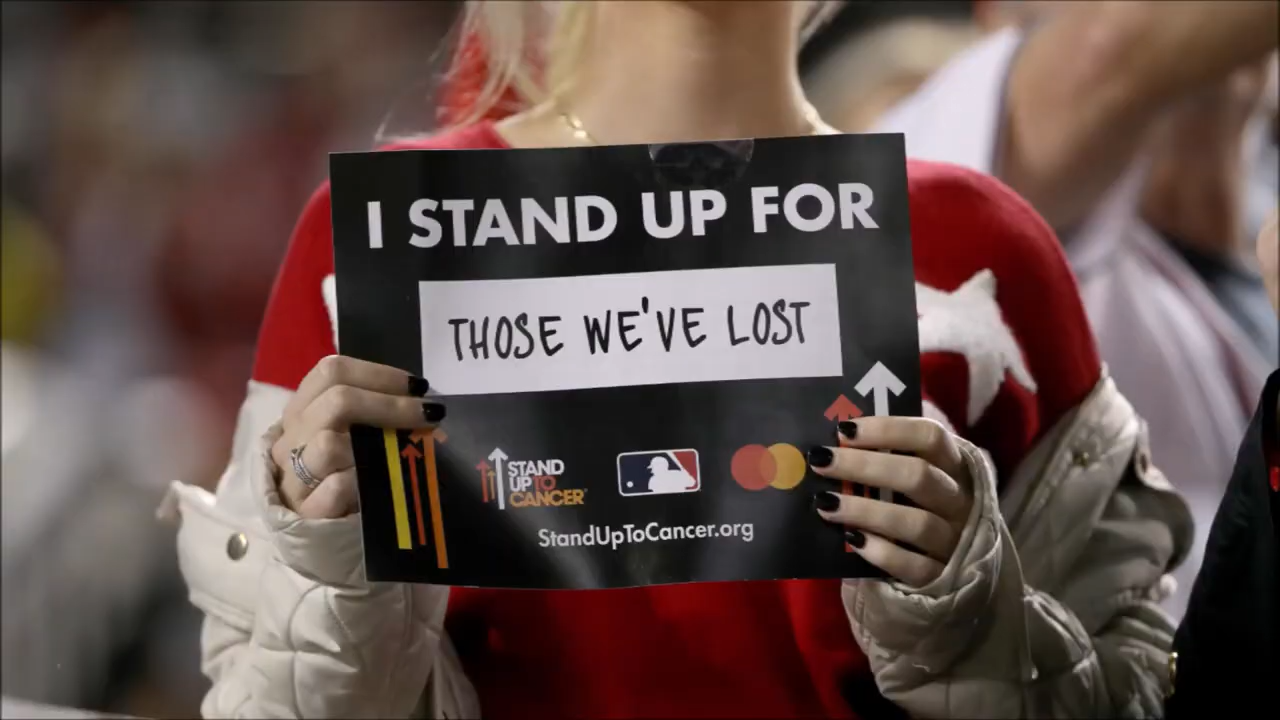 I STAND UP FOR
THOSE WE'VE LOST
STAND
UP TO
CANCER
StandUpToCancer.org